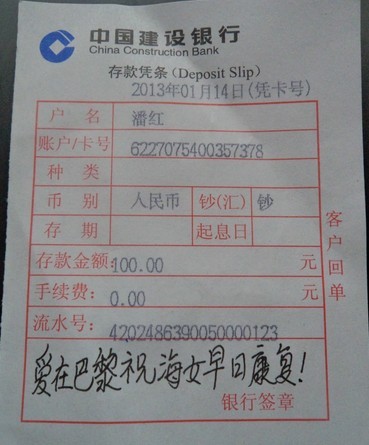 中国建设银行
China Construction Bank
存款凭条(Deposit Slip)
2013年01月14日(凭卡号)
户名 潘红
账户/卡号 6227075400357378
种类
币别 人民币 钞(汇) 钞
存期 起息日
存款金额:100.00 元
手续费:0.00 元
流水号:4202486390050000123
爱在巴黎祝海女早日康复!
银行签章
客户回单